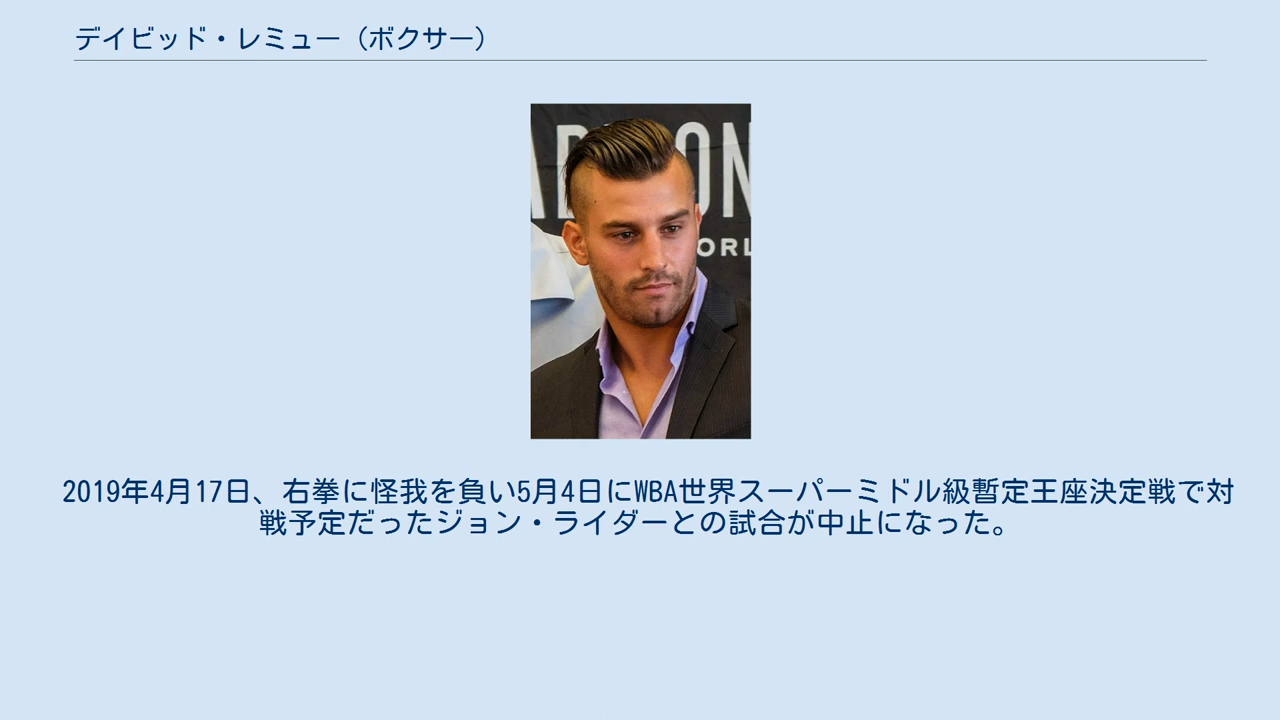 デイビッド・レミュー（ボクサー）
ORL
2019年4月17日、右拳に怪我を負い5月4日にWBA世界スーパーミドル級暫定王座決定戦で対
戦予定だったジョン・ライダーとの試合が中止になった。